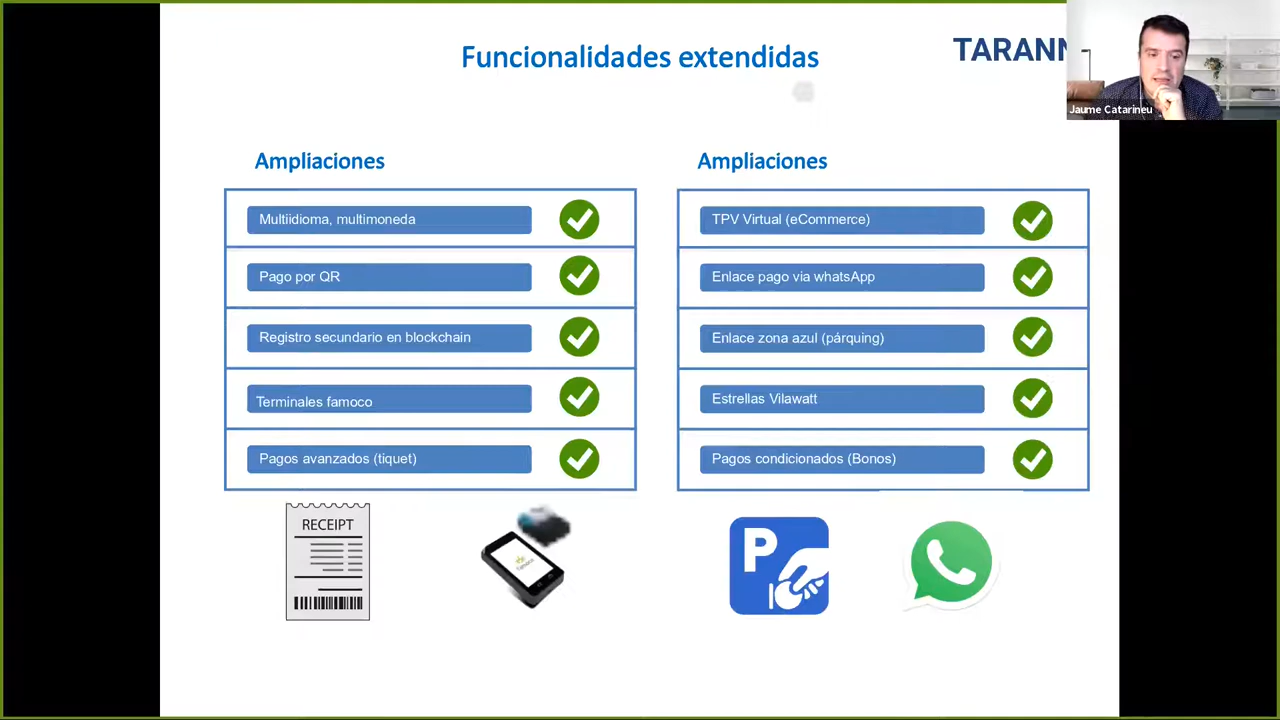 Funcionalidades extendidas
TARANN
Jaume Catarineu
Ampliaciones
Multiidioma, multimoneda
Pago por QR
Registro secundario en blockchain
Terminales famoco
Pagos avanzados (tiquet)
RECEIPT
Ampliaciones
TPV Virtual (eCommerce)
Enlace pago via whatsApp
Enlace zona azul (párquing)
Estrellas Vilawatt
Pagos condicionados (Bonos)
P